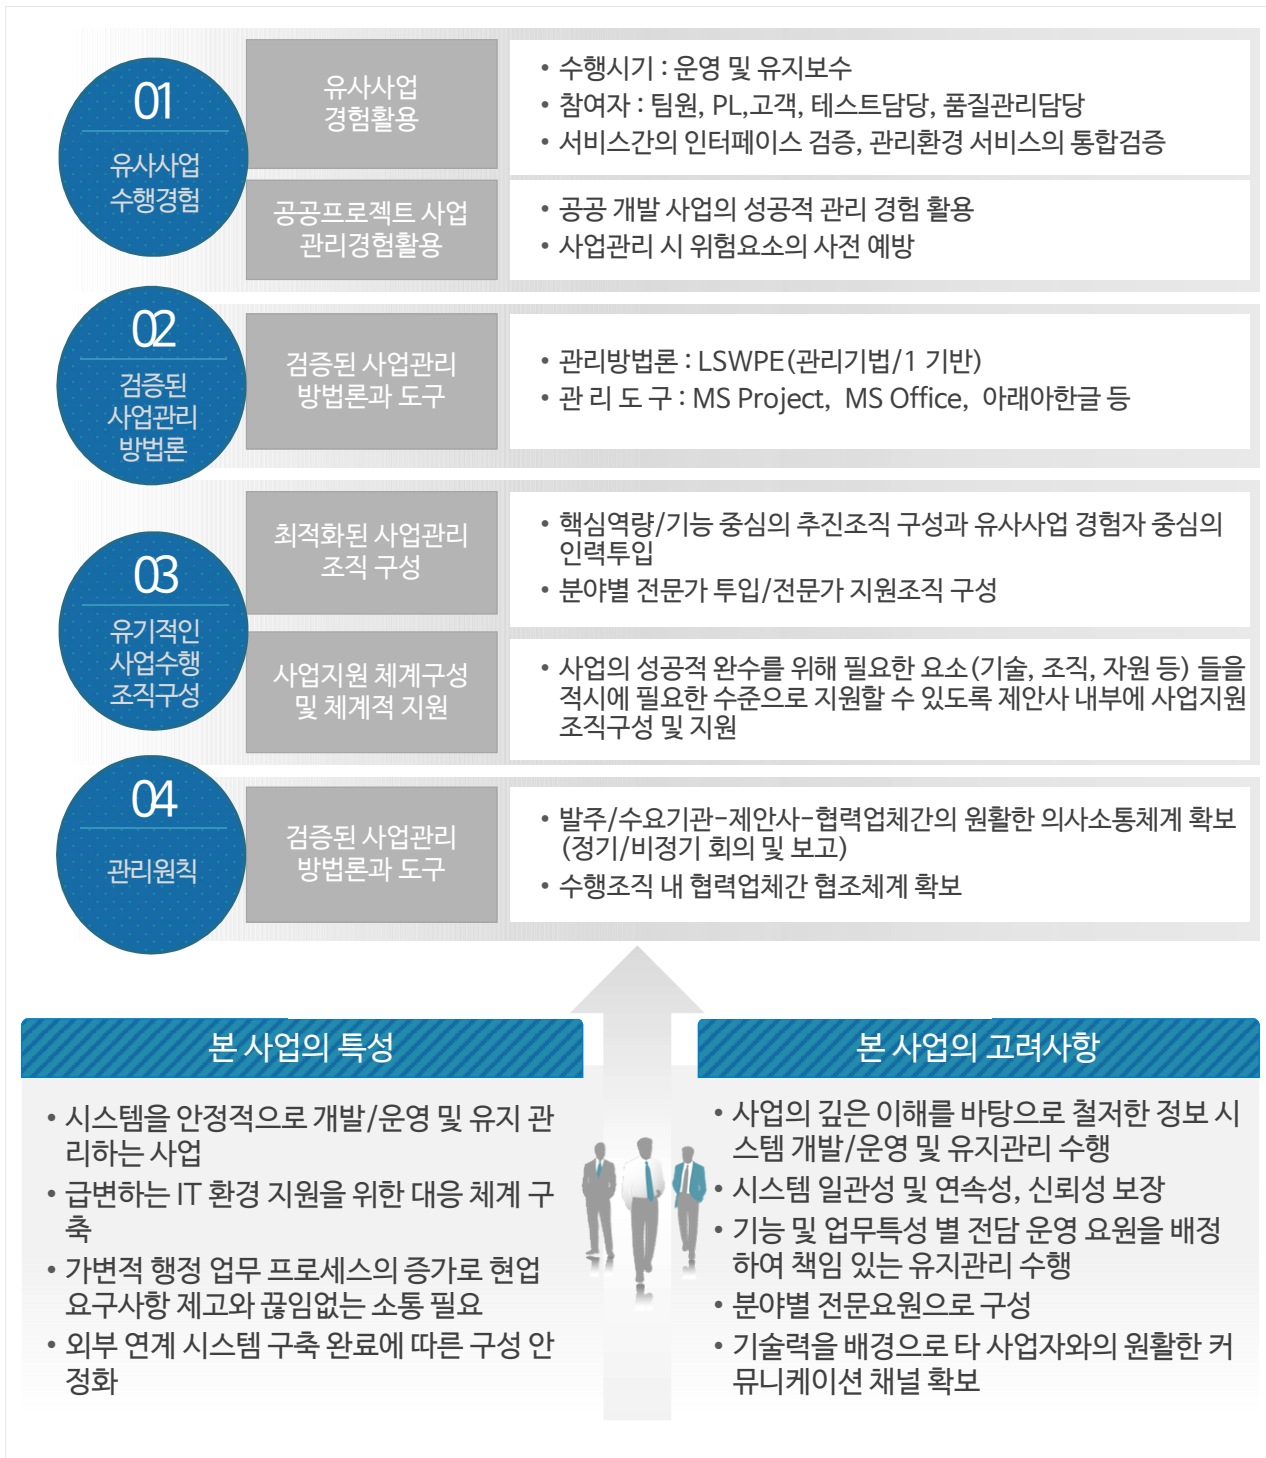 01
유사사업
수행경험
유사사업
경험활용
• 수행시기 : 운영 및 유지보수
• 참여자 : 팀원, PL,고객, 테스트담당, 품질관리담당
• 서비스간의 인터페이스 검증, 관리환경 서비스의 통합검증
공공프로젝트 사업
관리경험활용
• 공공 개발 사업의 성공적 관리 경험 활용
• 사업관리 시 위험요소의 사전 예방
02
검증된
사업관리
방법론
검증된 사업관리
방법론과 도구
• 관리방법론 : LSWPE(관리기법/1 기반)
• 관 리 도 구 : MS Project, MS Office, 아래아한글 등
03
유기적인
사업수행
조직구성
최적화된 사업관리
조직 구성
• 핵심역량/기능 중심의 추진조직 구성과 유사사업 경험자 중심의
인력투입
• 분야별 전문가 투입/전문가 지원조직 구성
사업지원 체계구성
및 체계적 지원
• 사업의 성공적 완수를 위해 필요한 요소(기술, 조직, 자원 등) 들을
적시에 필요한 수준으로 지원할 수 있도록 제안사 내부에 사업지원
조직구성 및 지원
04
관리원칙
검증된 사업관리
방법론과 도구
• 발주/수요기관-제안사-협력업체간의 원활한 의사소통체계 확보
(정기/비정기 회의 및 보고)
• 수행조직 내 협력업체간 협조체계 확보
본 사업의 특성
• 시스템을 안정적으로 개발/운영 및 유지 관
리하는 사업
• 급변하는 IT 환경 지원을 위한 대응 체계 구
축
• 가변적 행정 업무 프로세스의 증가로 현업
요구사항 제고와 끊임없는 소통 필요
• 외부 연계 시스템 구축 완료에 따른 구성 안
정화
본 사업의 고려사항
• 사업의 깊은 이해를 바탕으로 철저한 정보 시
스템 개발/운영 및 유지관리 수행
• 시스템 일관성 및 연속성, 신뢰성 보장
• 기능 및 업무특성 별 전담 운영 요원을 배정
하여 책임 있는 유지관리 수행
• 분야별 전문요원으로 구성
• 기술력을 배경으로 타 사업자와의 원활한 커
뮤니케이션 채널 확보